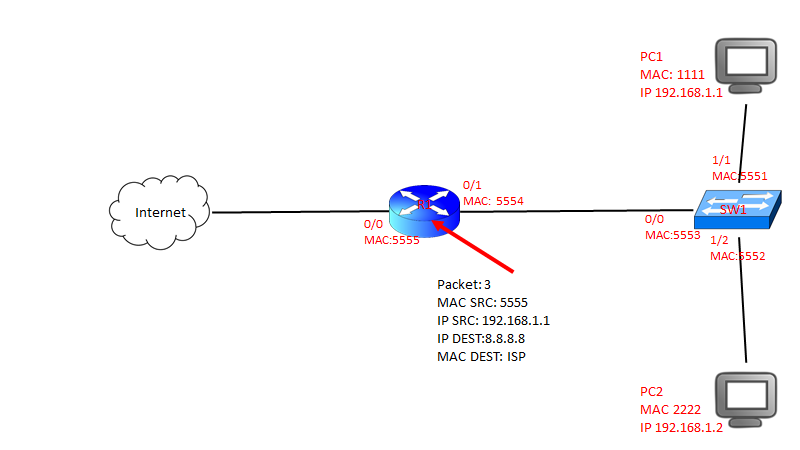 PC1
MAC: 1111
IP 192.168.1.1
1/1
MAC:5551
0/1
MAC: 5554
Internet
R1
SW1
0/0
MAC:5555
0/0
MAC:5553
1/2
MAC:5552
Packet: 3
MAC SRC: 5555
IP SRC: 192.168.1.1
IP DEST:8.8.8.8
MAC DEST: ISP
PC2
MAC 2222
IP 192.168.1.2